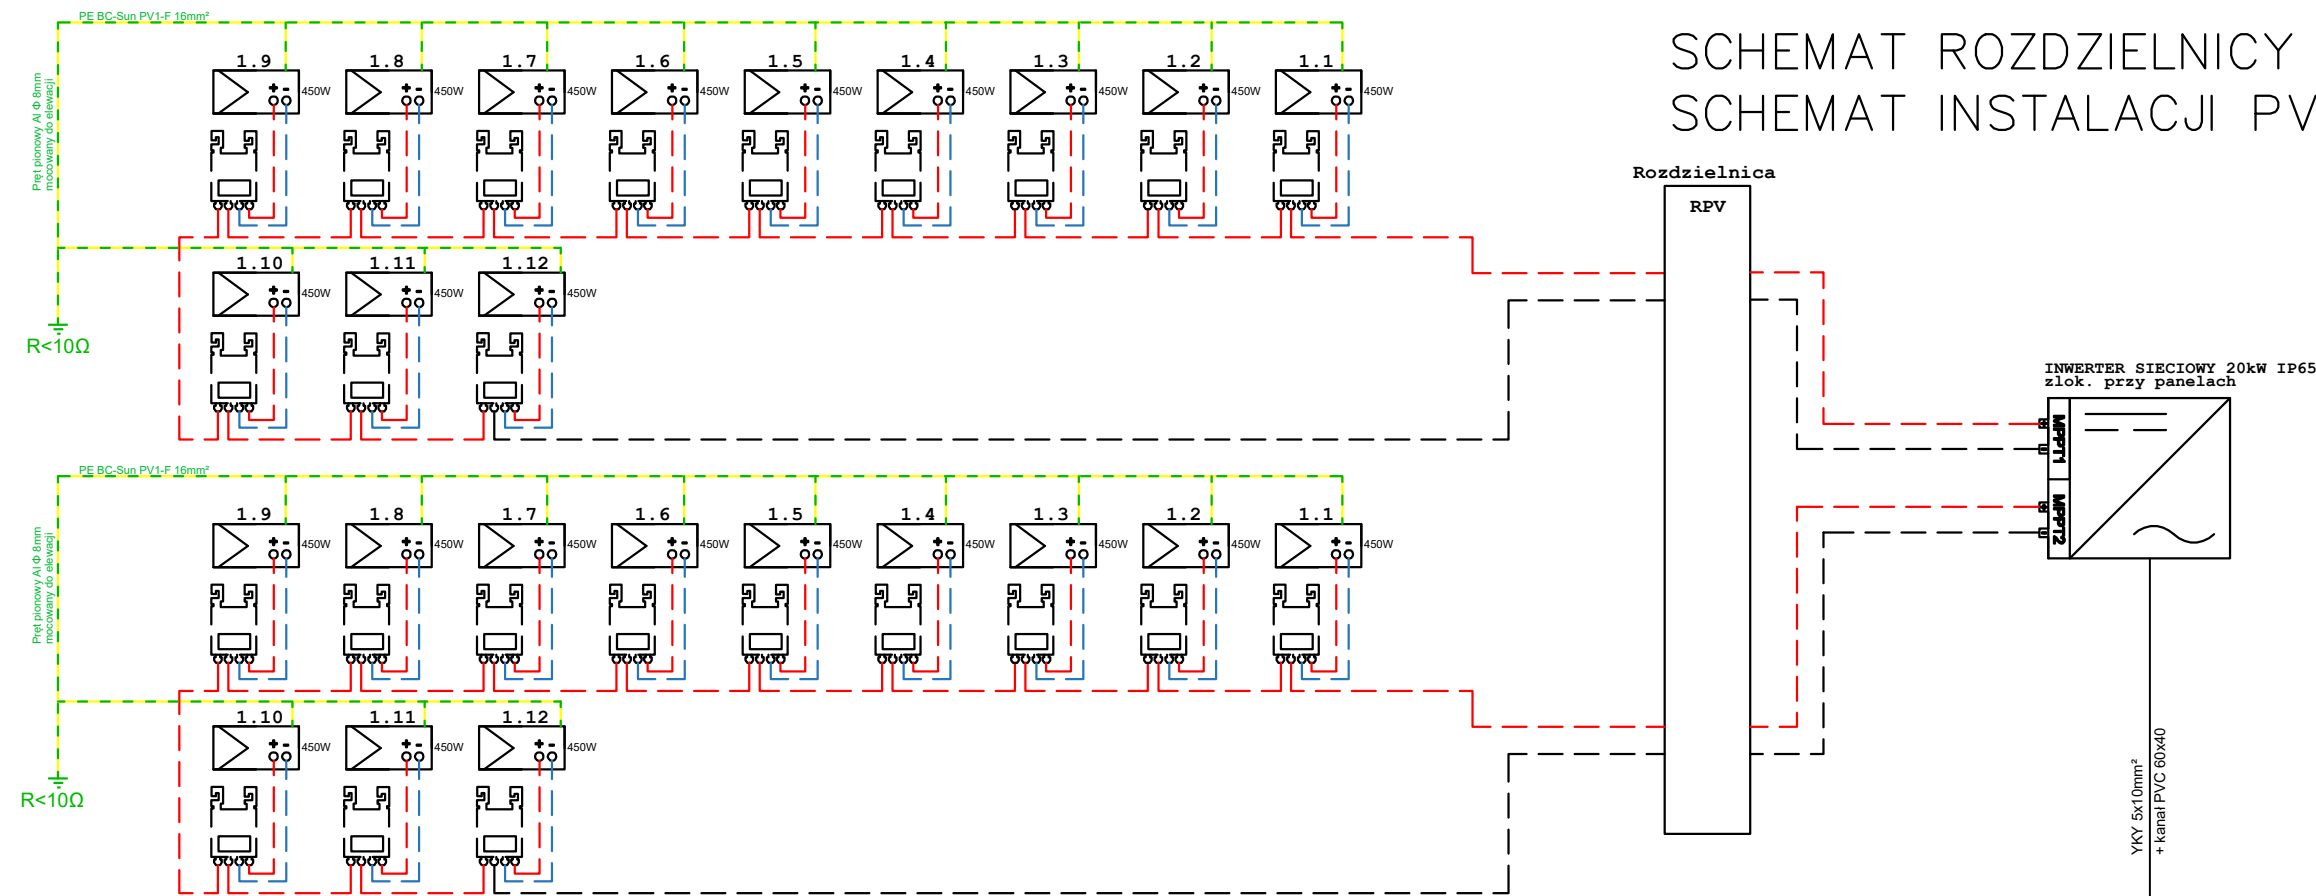 PE BC-Sun PV1-F 16mm²
SCHEMAT ROZDZIELNICY
SCHEMAT INSTALACJI PV
1.9 1.8 1.7 1.6 1.5 1.4 1.3 1.2 1.1
+ - 450W + - 450W + - 450W + - 450W + - 450W + - 450W + - 450W + - 450W + - 450W
Pręt pionowy Al Φ 8mm
mocowany do elewacji
Rozdzielnica
RPV
1.10 1.11 1.12
+ - 450W + - 450W + - 450W
R<10Ω
INWERTER SIECIOWY 20kW IP65
zlok. przy panelach
MPPT1
MPPT2
PE BC-Sun PV1-F 16mm²
1.9 1.8 1.7 1.6 1.5 1.4 1.3 1.2 1.1
+ - 450W + - 450W + - 450W + - 450W + - 450W + - 450W + - 450W + - 450W + - 450W
Pręt pionowy Al Φ 8mm
mocowany do elewacji
1.10 1.11 1.12
+ - 450W + - 450W + - 450W
R<10Ω
YKY 5x10mm²
+ kanał PVC 60x40